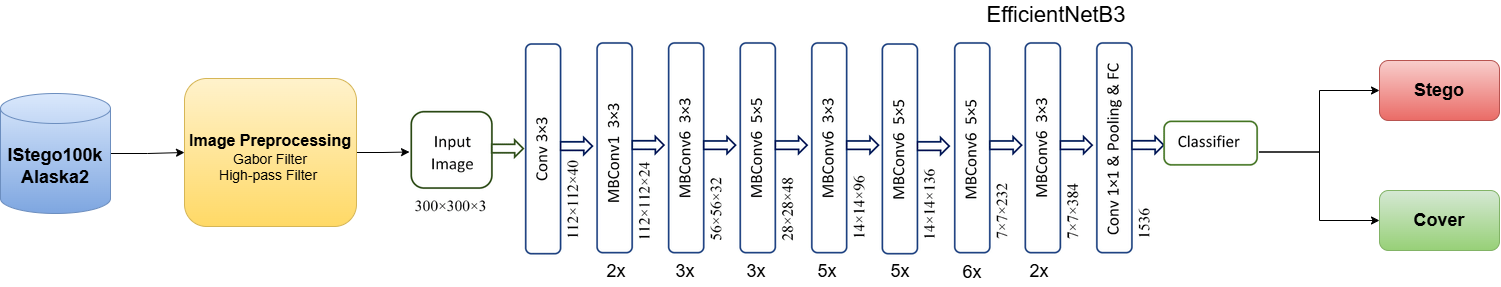 EfficientNetB3
IStego100k
Alaska2
Image Preprocessing
Gabor Filter
High-pass Filter
Input
Image
300×300×3
Conv 3×3
112×112×40
MBConv1 3×3
2x
112×112×24
MBConv6 3×3
3x
56×56×32
MBConv6 5×5
3x
28×28×48
MBConv6 3×3
5x
14×14×96
MBConv6 5×5
5x
14×14×136
MBConv6 5×5
6x
7×7×232
MBConv6 3×3
2x
7×7×384
Conv 1×1 & Pooling & FC
1536
Classifier
Stego
Cover